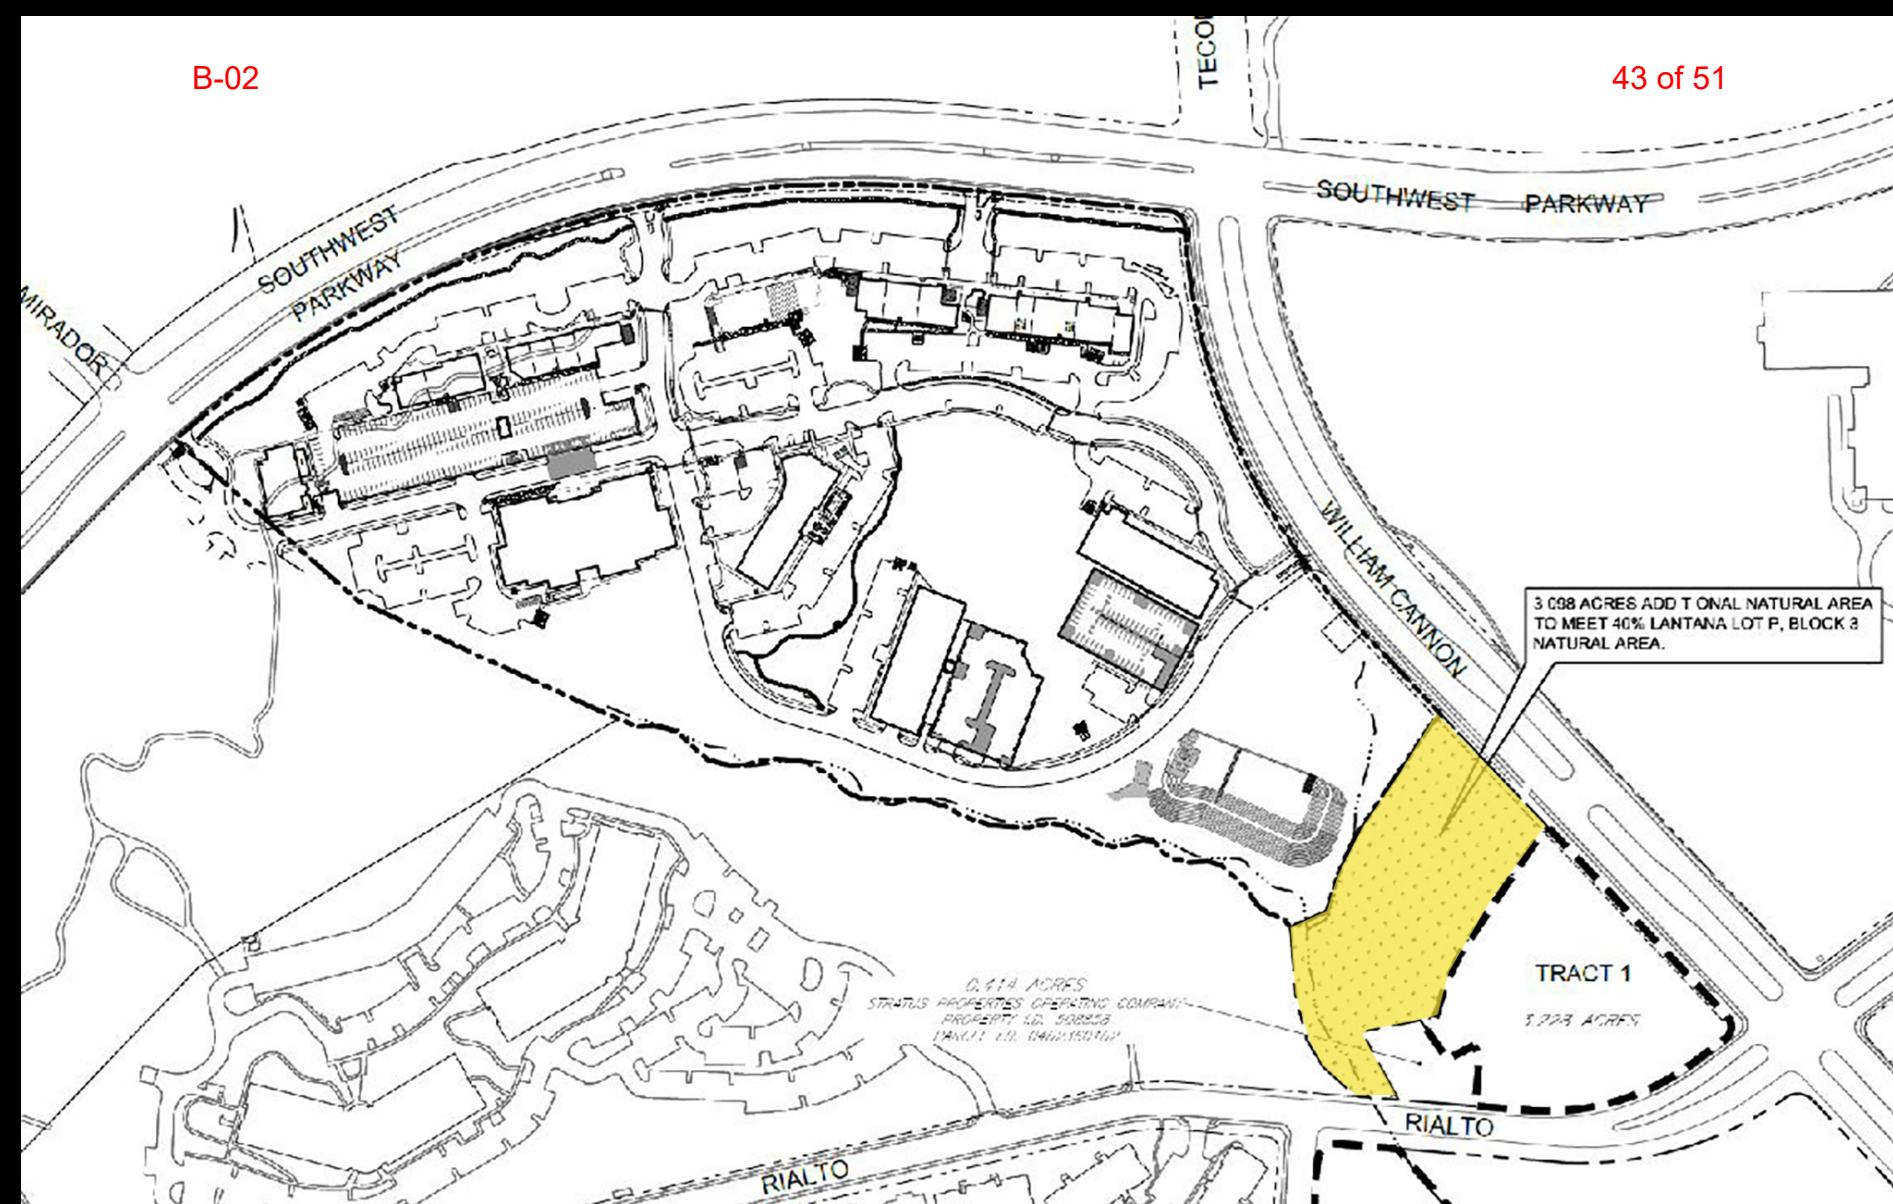 B-02
43 of 51
SOUTHWEST
PARKWAY
MIRADOR
SOUTHWEST PARKWAY
WILLIAM CANNON
3 098 ACRES ADD T ONAL NATURAL AREA
TO MEET 40% LANTANA LOT P, BLOCK 3
NATURAL AREA.
TRACT 1
ACRES
0.414 ACRES
STRATUS PROPERTIES OPERATING COMPANY
PROPERTY I.D.
RIALTO
RIALTO